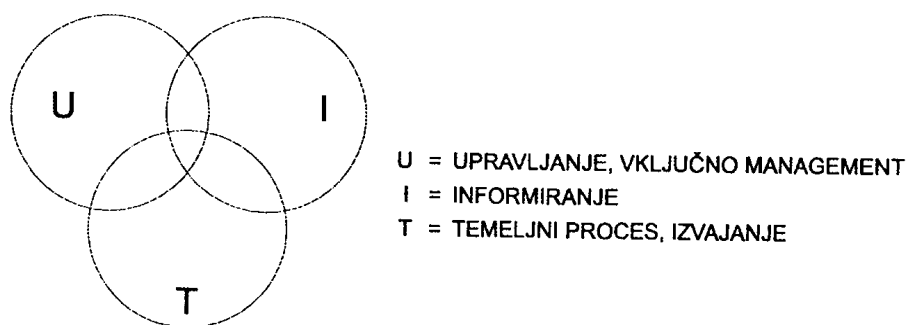 U
I
T
U = UPRAVLJANJE, VKLJUČNO MANAGEMENT
I = INFORMIRANJE
T = TEMELJNI PROCES, IZVAJANJE